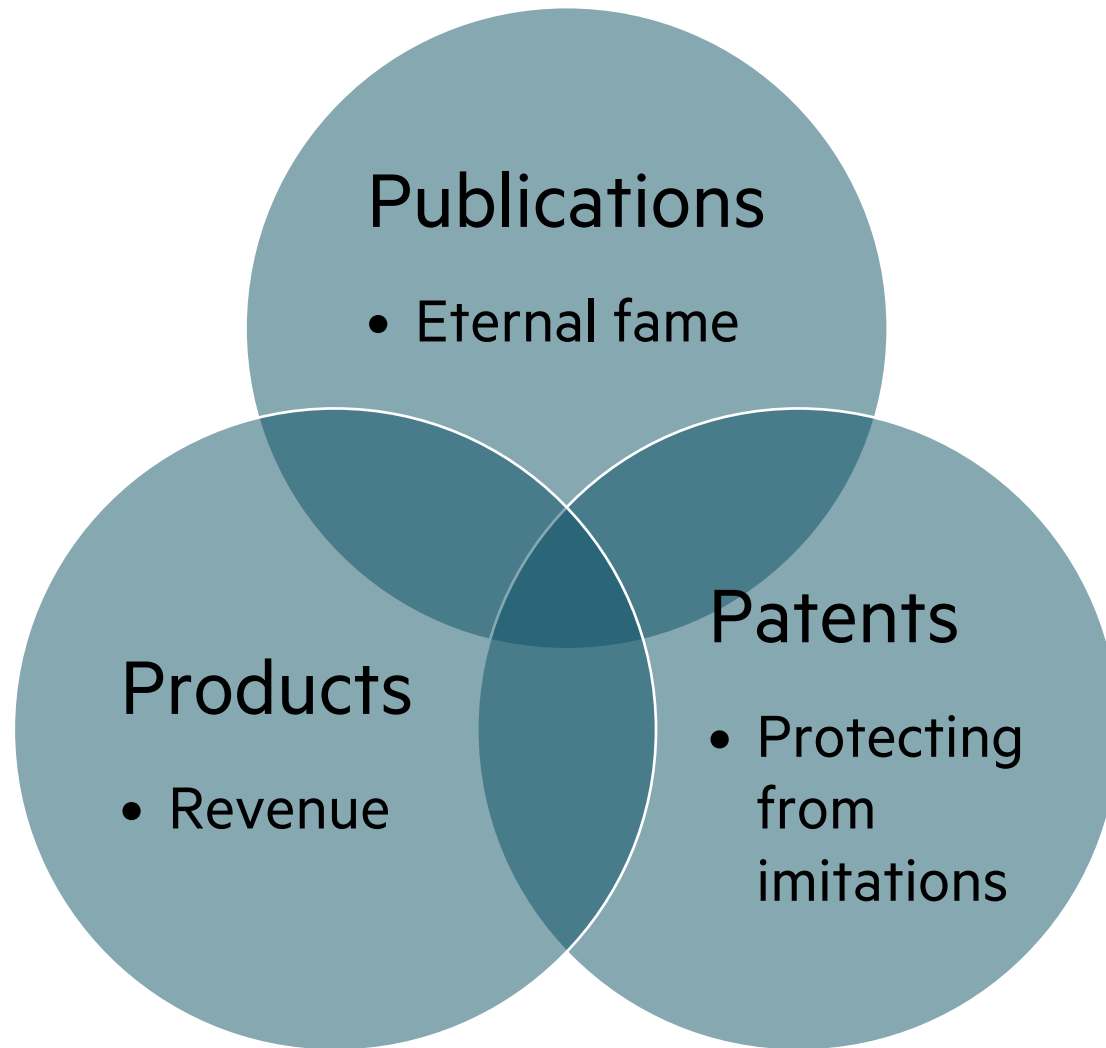 Publications
• Eternal fame
Products
• Revenue
Patents
• Protecting
from
imitations